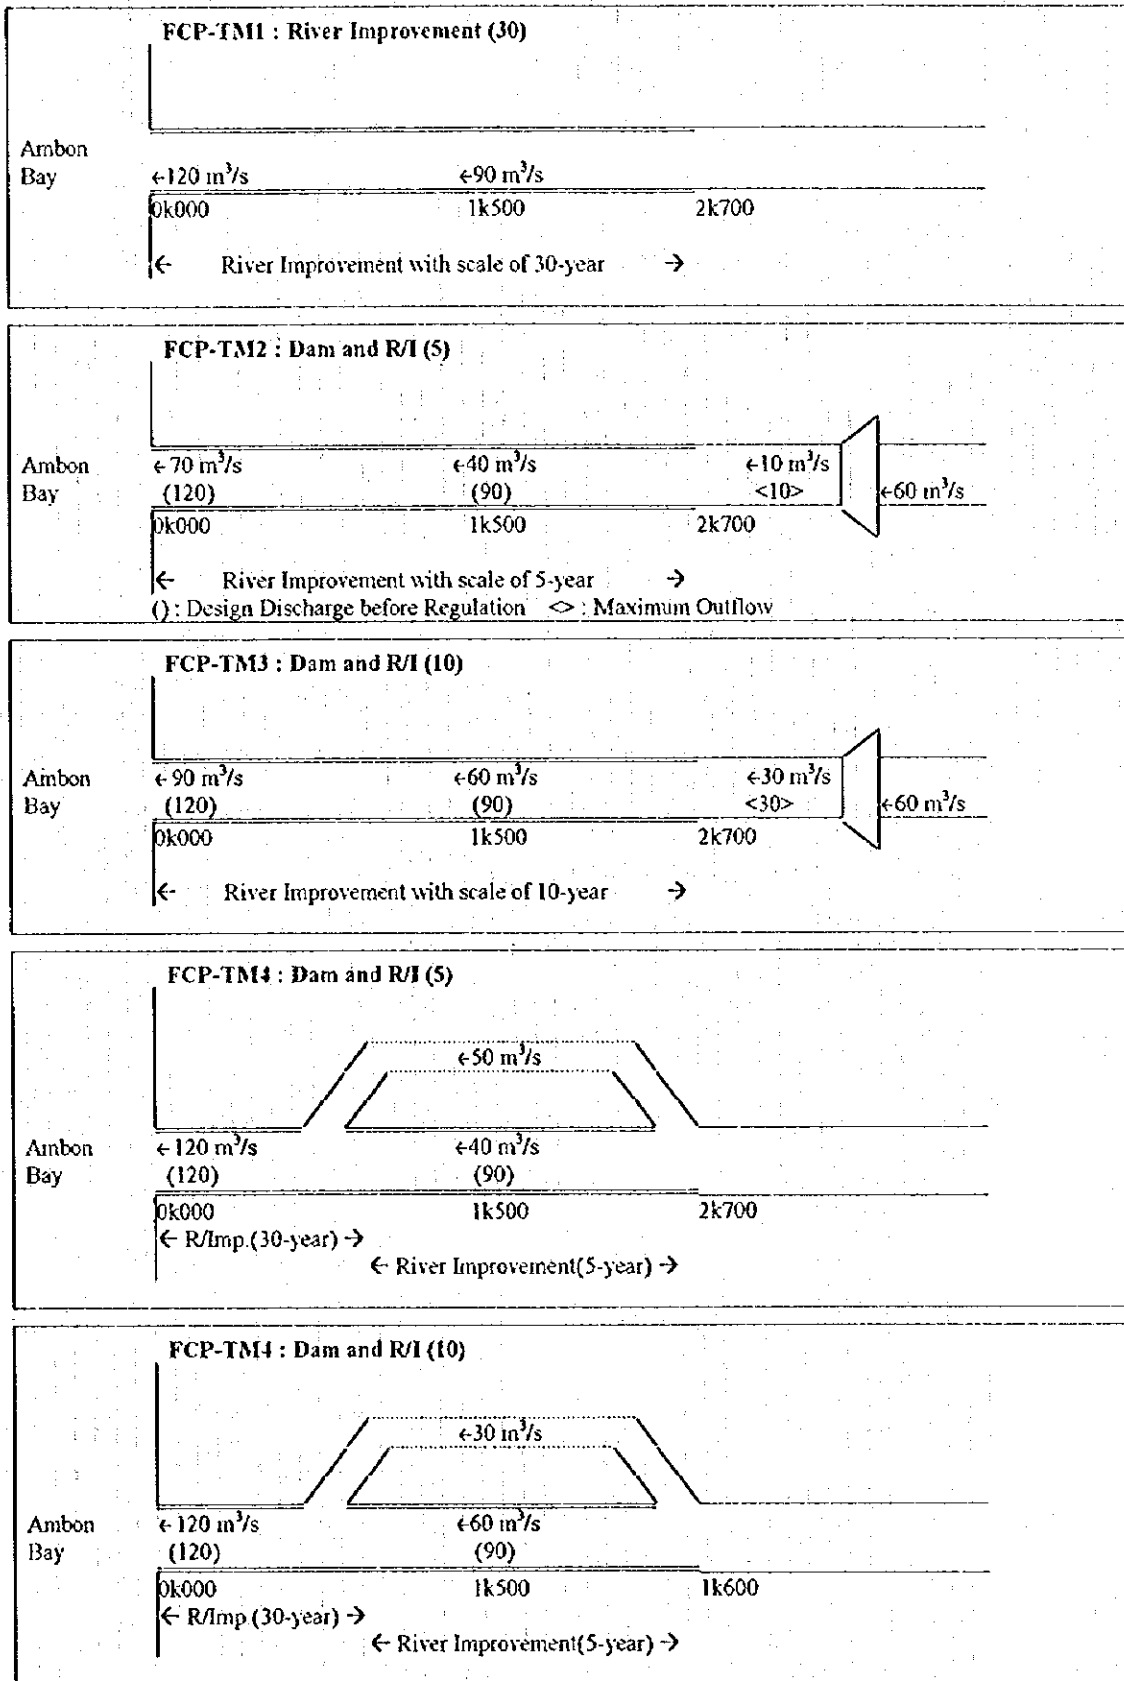 FCP-TM1 : River Improvement (30)
Ambon
Bay
←120 m³/s ←90 m³/s
0k000 1k500 2k700
← River Improvement with scale of 30-year →
FCP-TM2 : Dam and R/I (5)
Ambon
Bay
←70 m³/s ←40 m³/s ←10 m³/s
(120) (90) <10> ←60 m³/s
0k000 1k500 2k700
← River Improvement with scale of 5-year →
() : Design Discharge before Regulation <> : Maximum Outflow
FCP-TM3 : Dam and R/I (10)
Ambon
Bay
←90 m³/s ←60 m³/s ←30 m³/s
(120) (90) <30> ←60 m³/s
0k000 1k500 2k700
← River Improvement with scale of 10-year →
FCP-TM4 : Dam and R/I (5)
←50 m³/s
Ambon
Bay
←120 m³/s ←40 m³/s
(120) (90)
0k000 1k500 2k700
← R/Imp.(30-year) →
← River Improvement(5-year) →
FCP-TM4 : Dam and R/I (10)
←30 m³/s
Ambon
Bay
←120 m³/s ←60 m³/s
(120) (90)
0k000 1k500 1k600
← R/Imp.(30-year) →
← River Improvement(5-year) →